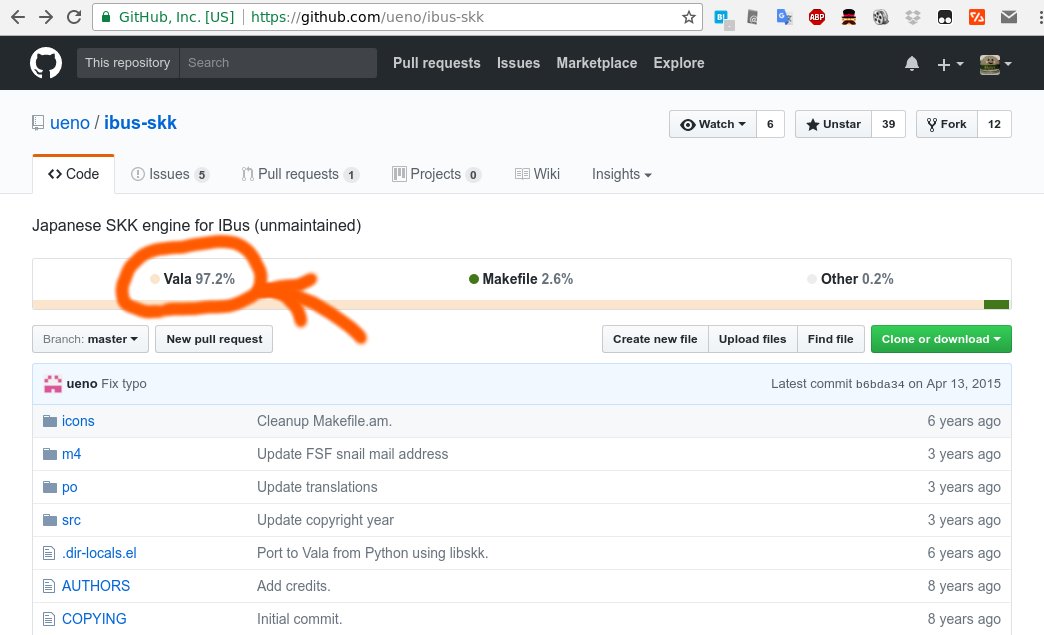 GitHub, Inc. [US] https://github.com/ueno/ibus-skk
This repository Search Pull requests Issues Marketplace Explore
ueno / ibus-skk Watch 6 Unstar 39 Fork 12
Code Issues 5 Pull requests 1 Projects 0 Wiki Insights
Japanese SKK engine for IBus (unmaintained)
Vala 97.2% Makefile 2.6% Other 0.2%
Branch: master New pull request Create new file Upload files Find file Clone or download
ueno Fix typo Latest commit b6bda34 on Apr 13, 2015
icons Cleanup Makefile.am. 6 years ago
m4 Update FSF snail mail address 3 years ago
po Update translations 3 years ago
src Update copyright year 3 years ago
.dir-locals.el Port to Vala from Python using libskk. 6 years ago
AUTHORS Add credits. 8 years ago
COPYING Initial commit. 8 years ago